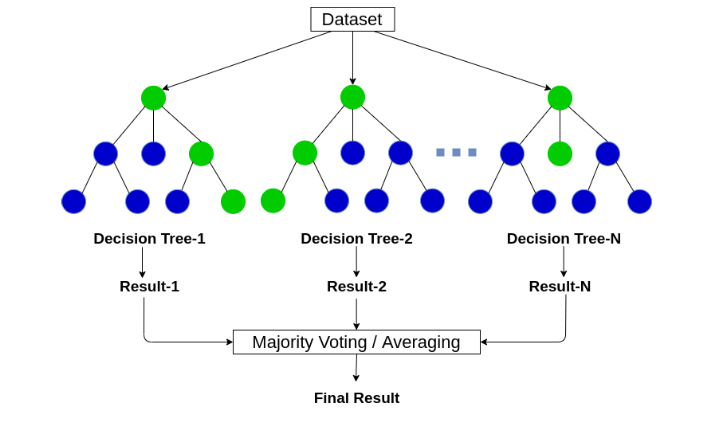 Dataset
Decision Tree-1
Decision Tree-2
Decision Tree-N
Result-1
Result-2
Result-N
Majority Voting / Averaging
Final Result